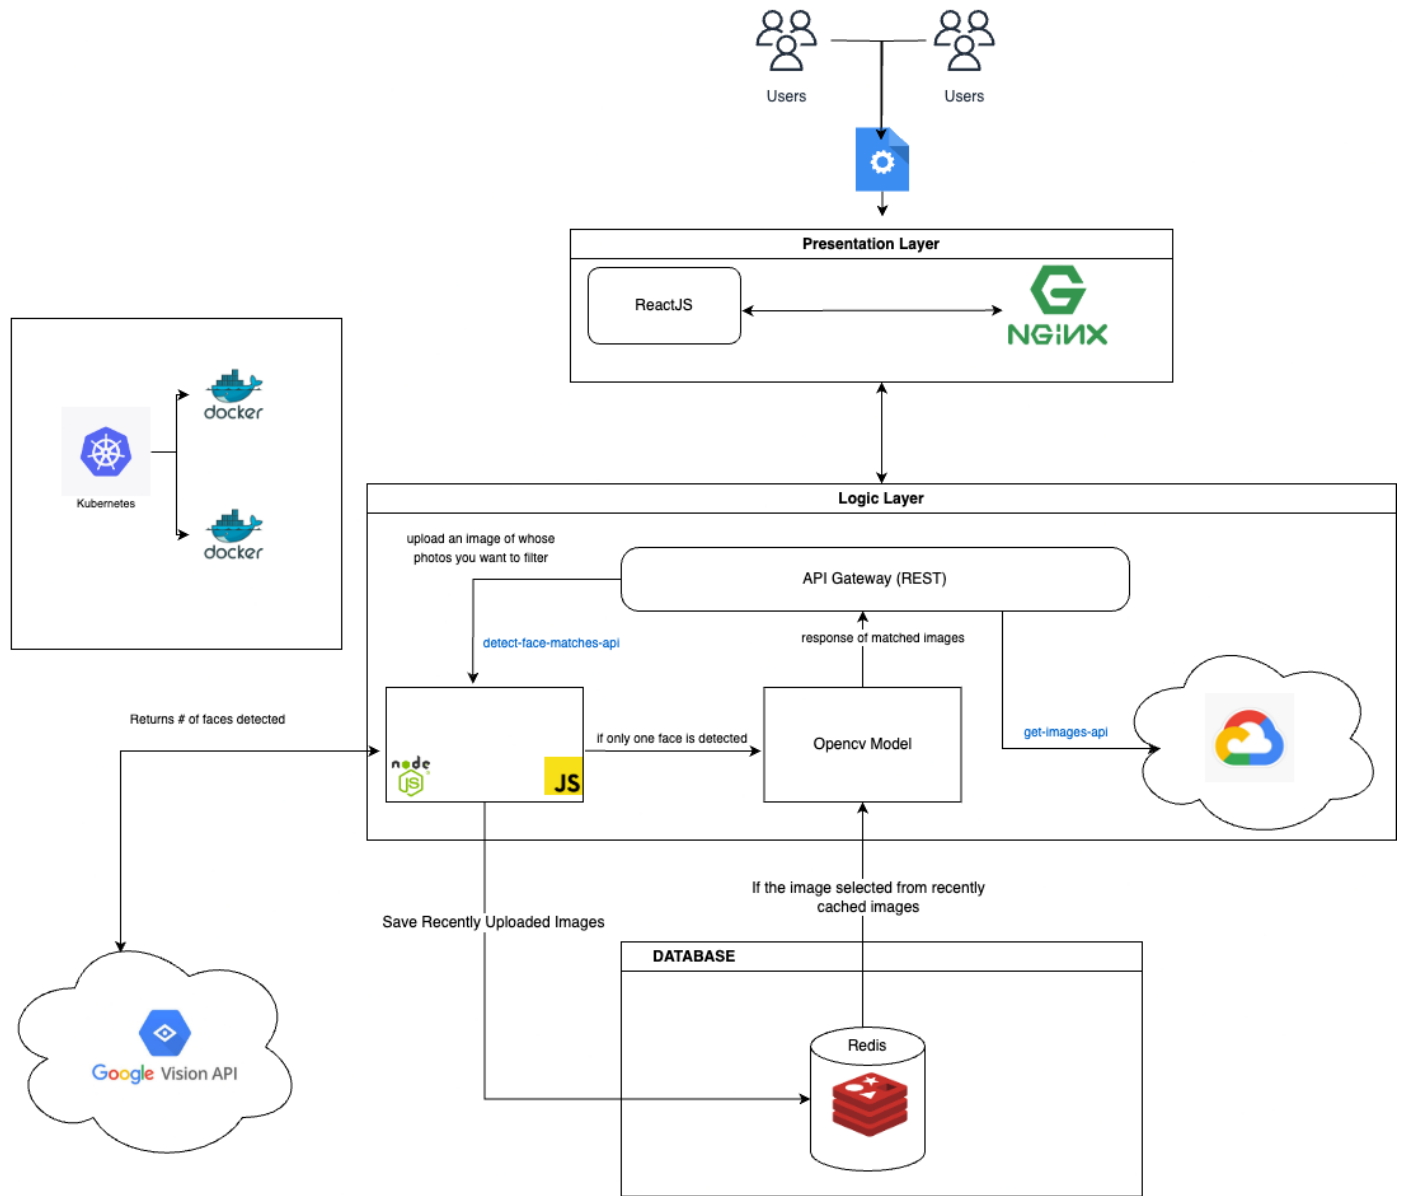 Users
Users
Presentation Layer
ReactJS
NGiNX
docker
Kubernetes
docker
Logic Layer
upload an image of whose
photos you want to filter
API Gateway (REST)
detect-face-matches-api
response of matched images
Returns # of faces detected
if only one face is detected
Opencv Model
get-images-api
node
JS
JS
If the image selected from recently
cached images
Save Recently Uploaded Images
DATABASE
Redis
Google Vision API